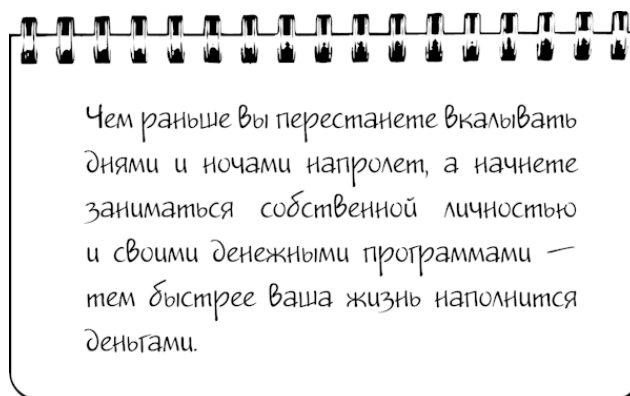 Чем раньше вы перестанете вкалывать
днями и ночами напролет, а начнете
заниматься собственной личностью
и своими денежными программами —
тем быстрее ваша жизнь наполнится
деньгами.